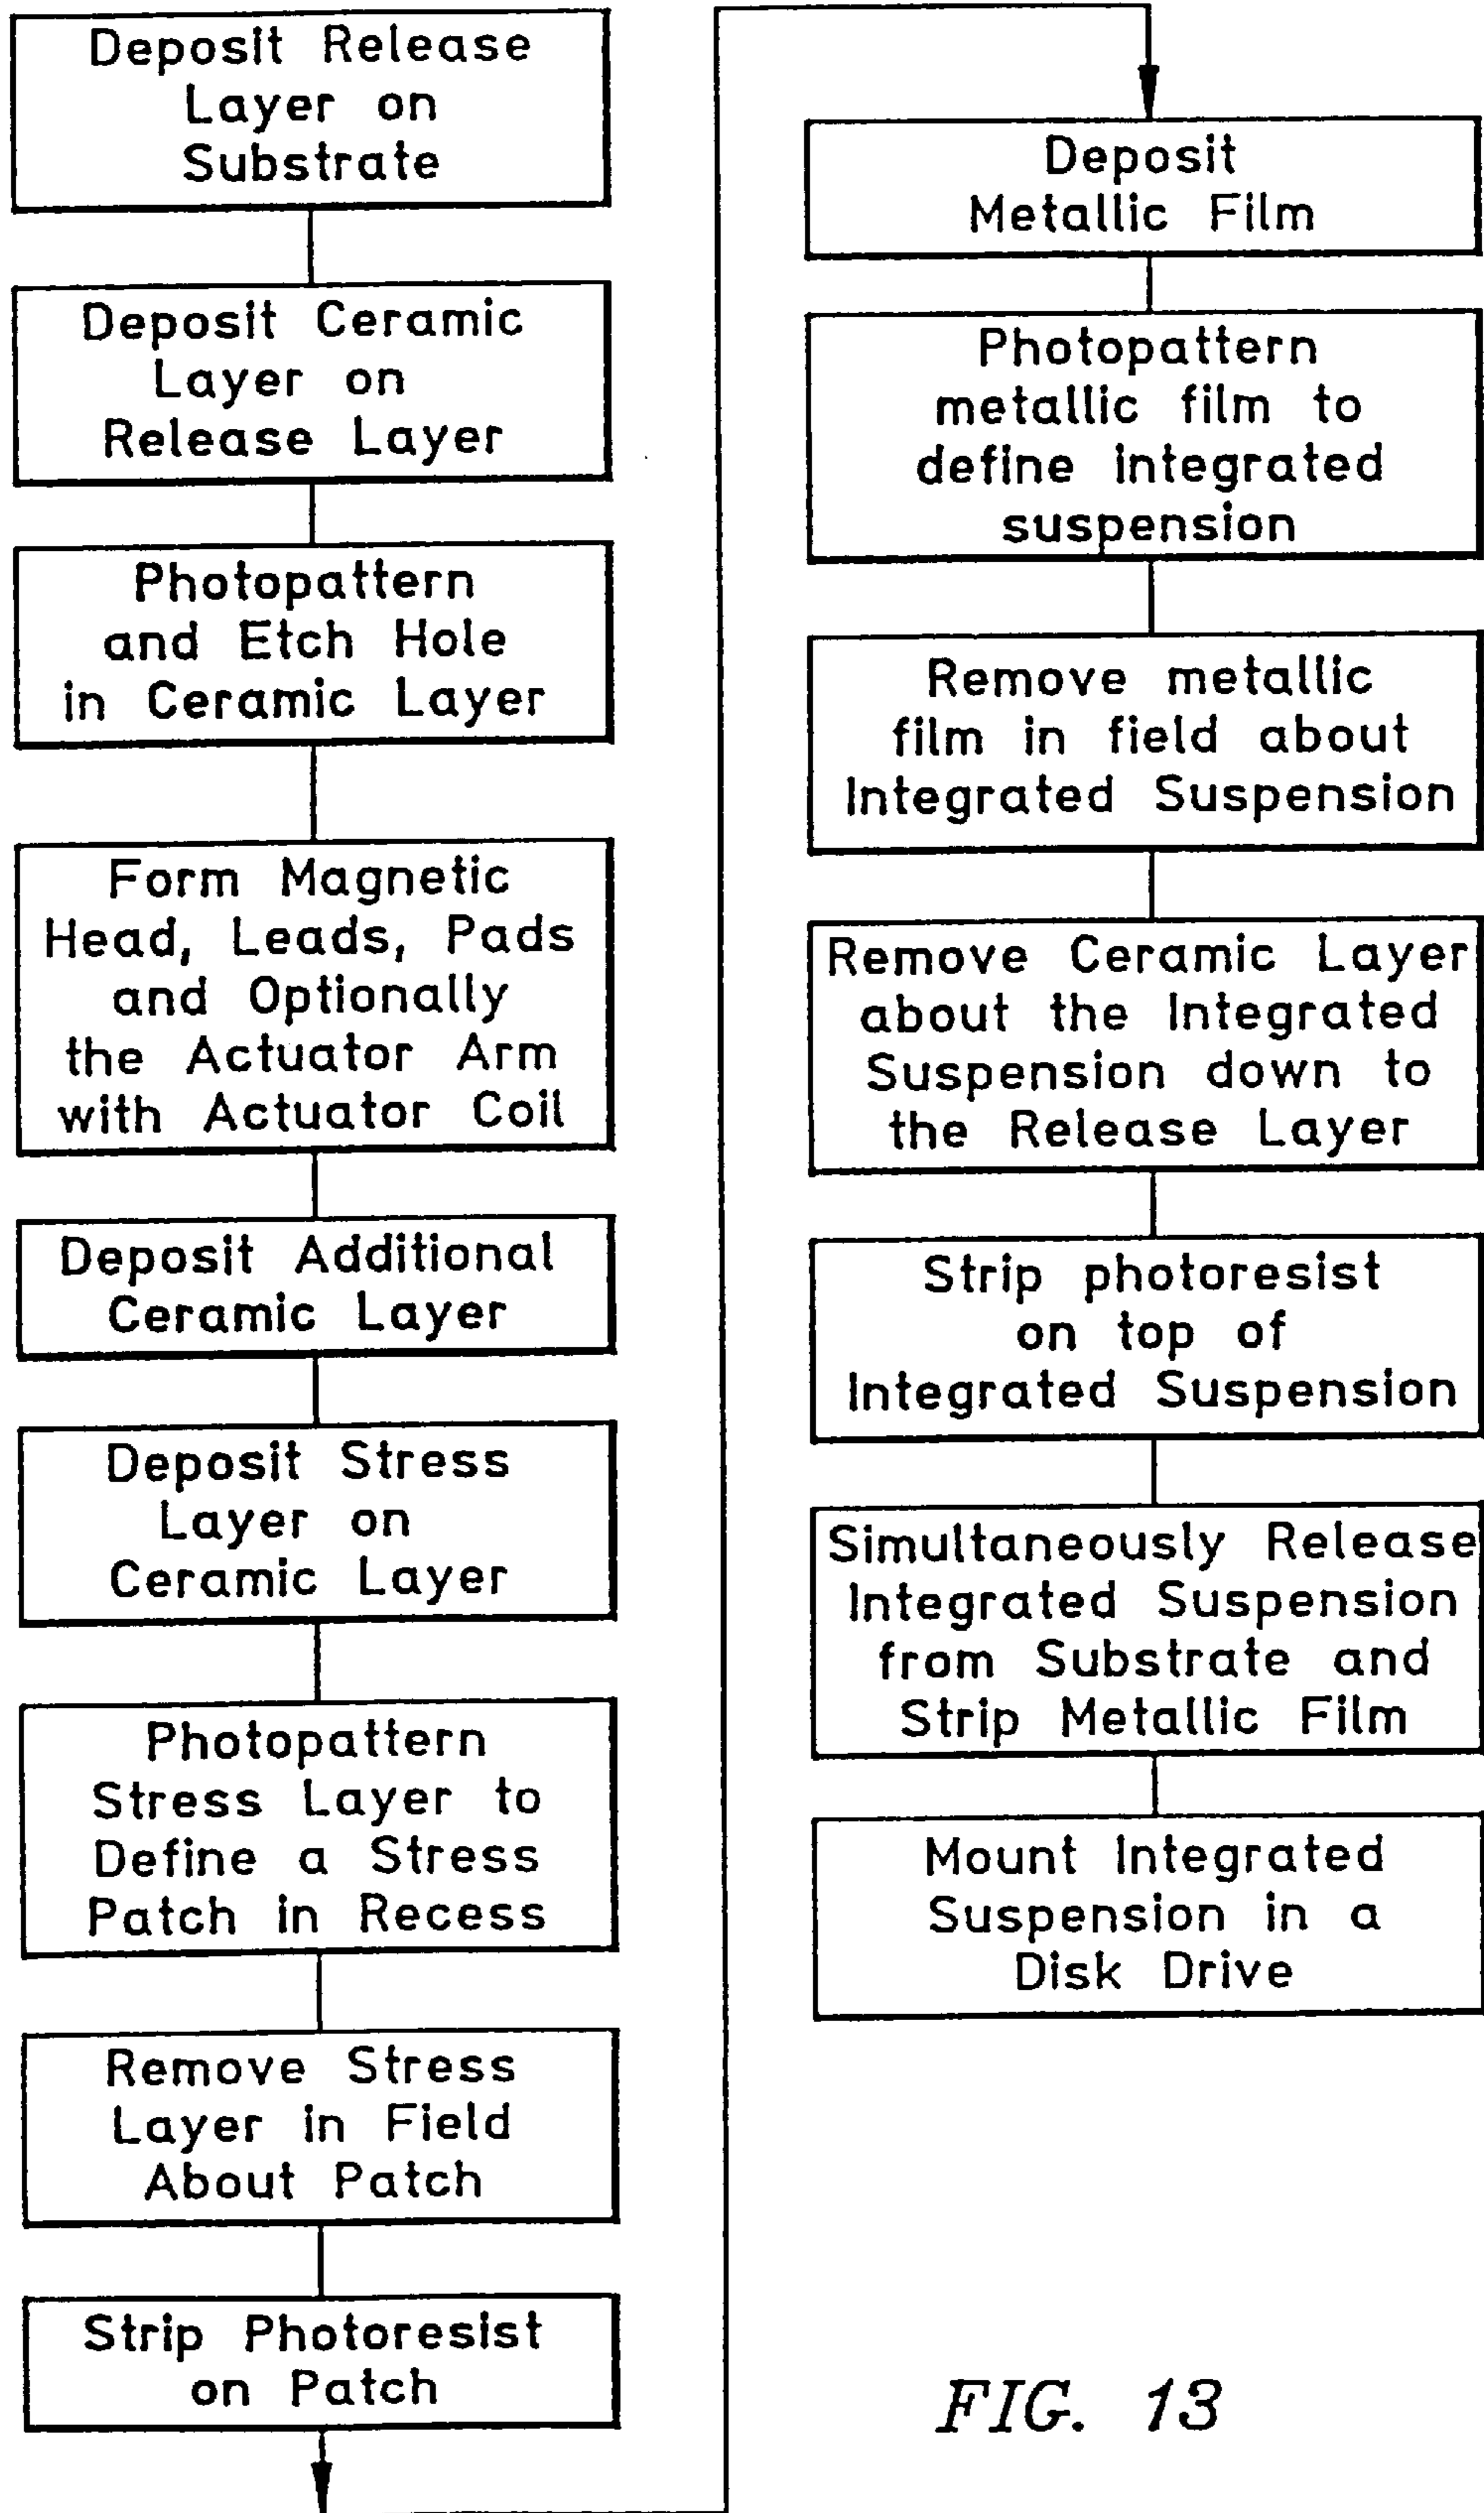 Deposit Release
Layer on
Substrate
Deposit Ceramic
Layer on
Release Layer
Photopattern
and Etch Hole
in Ceramic Layer
Form Magnetic
Head, Leads, Pads
and Optionally
the Actuator Arm
with Actuator Coil
Deposit Additional
Ceramic Layer
Deposit Stress
Layer on
Ceramic Layer
Photopattern
Stress Layer to
Define a Stress
Patch in Recess
Remove Stress
Layer in Field
About Patch
Strip Photoresist
on Patch
Deposit
Metallic Film
Photopattern
metallic film to
define integrated
suspension
Remove metallic
film in field about
Integrated Suspension
Remove Ceramic Layer
about the Integrated
Suspension down to
the Release Layer
Strip photoresist
on top of
Integrated Suspension
Simultaneously Release
Integrated Suspension
from Substrate and
Strip Metallic Film
Mount Integrated
Suspension in a
Disk Drive
FIG. 13